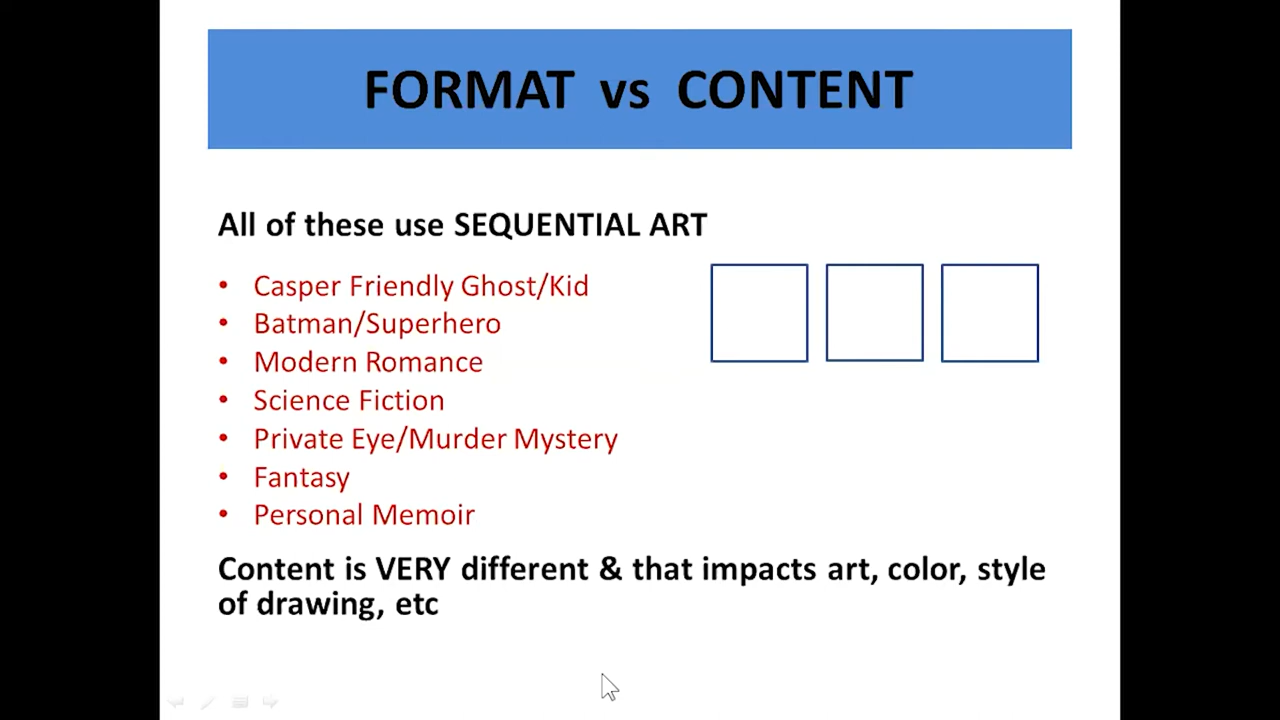 FORMAT vs CONTENT
All of these use SEQUENTIAL ART
• Casper Friendly Ghost/Kid
• Batman/Superhero
• Modern Romance
• Science Fiction
• Private Eye/Murder Mystery
• Fantasy
• Personal Memoir
Content is VERY different & that impacts art, color, style
of drawing, etc